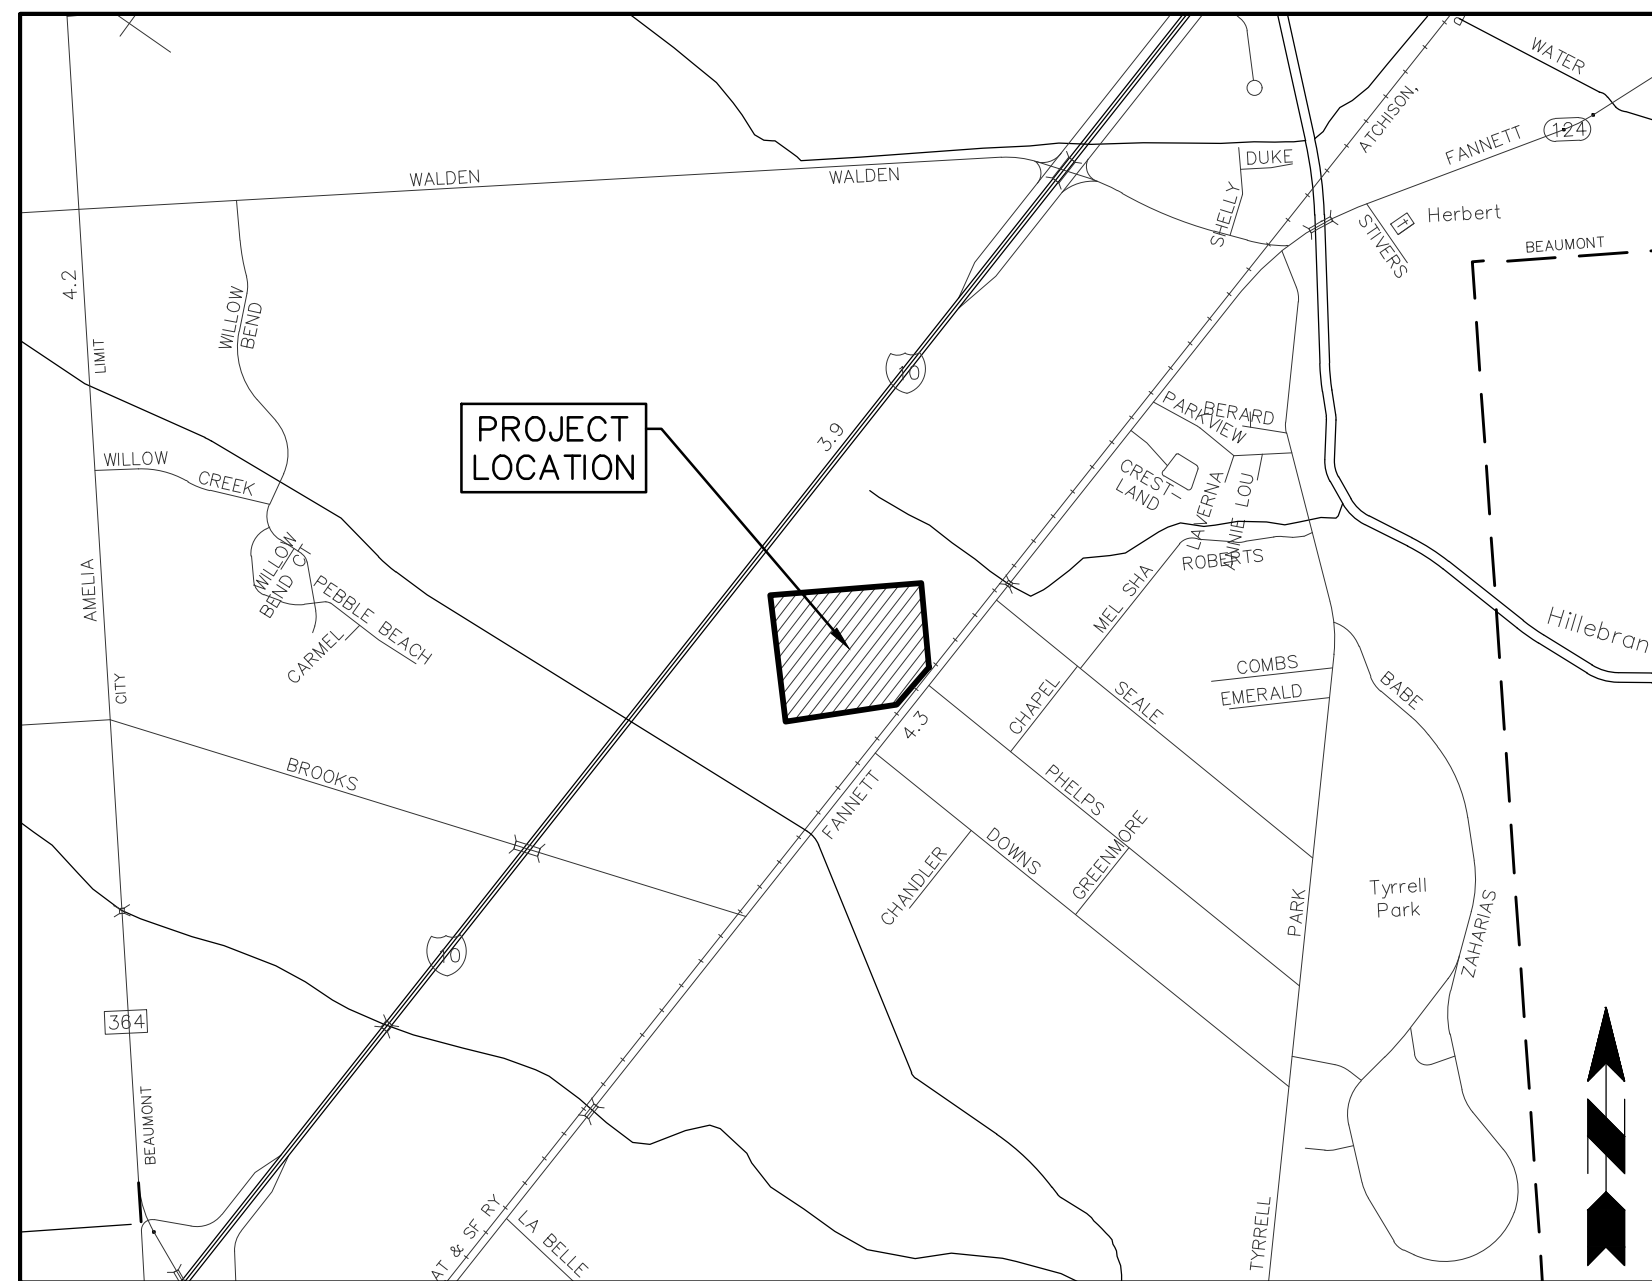 WATER
ATCHISON,
124
FANNETT
DUKE
WALDEN
WALDEN
SHELLY
Herbert
STIVERS
BEAUMONT
4.2
WILLOW
BEND
LIMIT
10
PROJECT
LOCATION
3.9
PARKVIEW
BERARD
WILLOW
CREEK
CREST-
LAND
LAVERNA
ANNIE LOU
ROBERTS
WILLOW
BEND CT
AMELIA
PEBBLE BEACH
CARMEL
MEL SHA
Hillebran
COMBS
EMERALD
BABE
CITY
CHAPEL
SEALE
4.3
BROOKS
PHELPS
FANNETT
DOWNS
GREENMORE
CHANDLER
PARK
Tyrrell
Park
ZAHARIAS
10
364
N
BEAUMONT
AT & SF RY
LA BELLE
TYRRELL